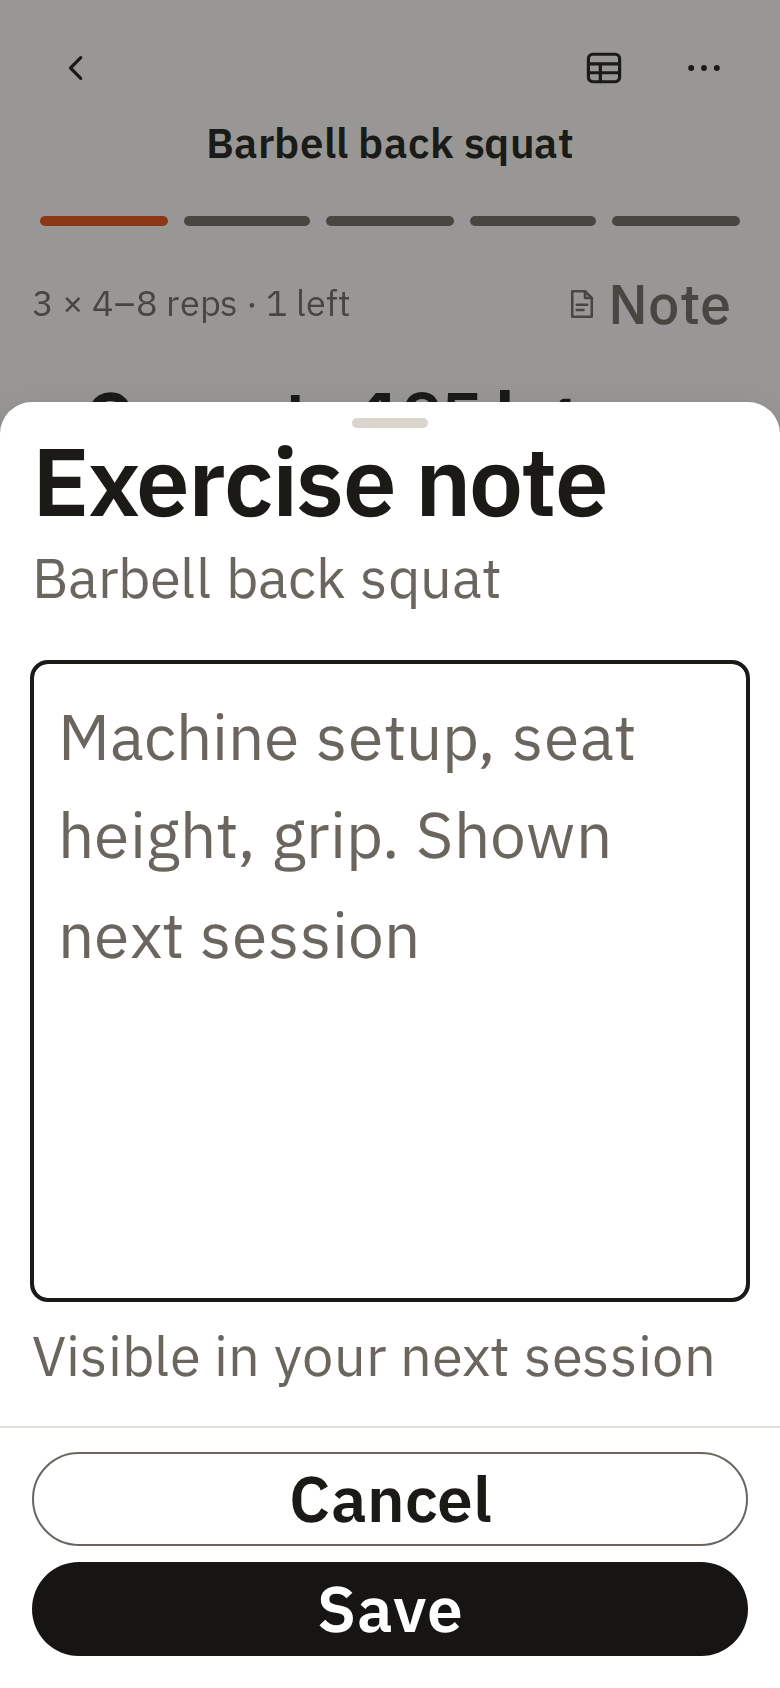 Barbell back squat
3 × 4–8 reps · 1 left
Note
Exercise note
Barbell back squat
Machine setup, seat
height, grip. Shown
next session
Visible in your next session
Cancel
Save